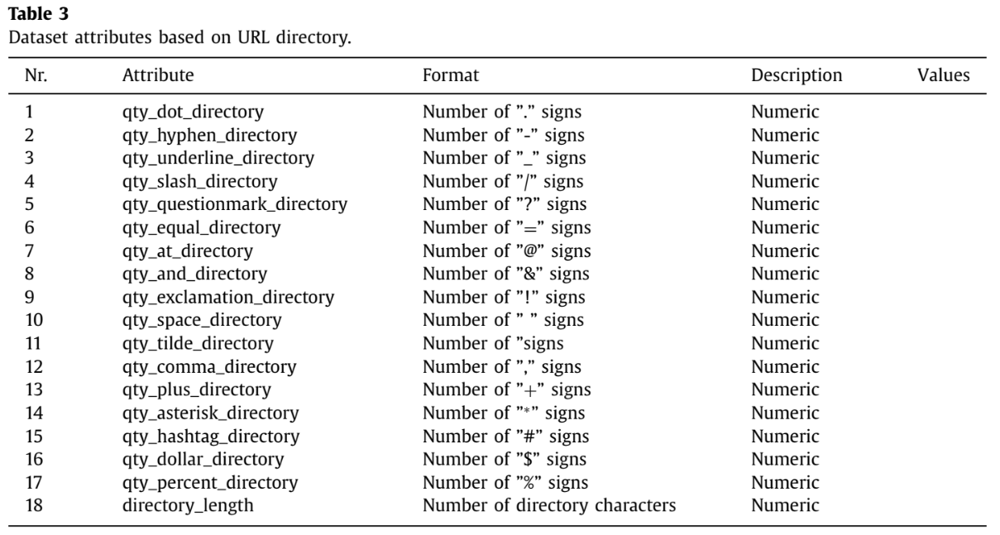 Table 3
Dataset attributes based on URL directory.
Nr. Attribute Format Description Values
1 qty_dot_directory Number of ”.” signs Numeric
2 qty_hyphen_directory Number of ”-” signs Numeric
3 qty_underline_directory Number of ”_” signs Numeric
4 qty_slash_directory Number of ”/” signs Numeric
5 qty_questionmark_directory Number of ”?” signs Numeric
6 qty_equal_directory Number of ”=” signs Numeric
7 qty_at_directory Number of ”@” signs Numeric
8 qty_and_directory Number of ”&” signs Numeric
9 qty_exclamation_directory Number of ”!” signs Numeric
10 qty_space_directory Number of ” ” signs Numeric
11 qty_tilde_directory Number of ”signs Numeric
12 qty_comma_directory Number of ”,” signs Numeric
13 qty_plus_directory Number of ”+” signs Numeric
14 qty_asterisk_directory Number of ”*” signs Numeric
15 qty_hashtag_directory Number of ”#” signs Numeric
16 qty_dollar_directory Number of ”$” signs Numeric
17 qty_percent_directory Number of ”%” signs Numeric
18 directory_length Number of directory characters Numeric